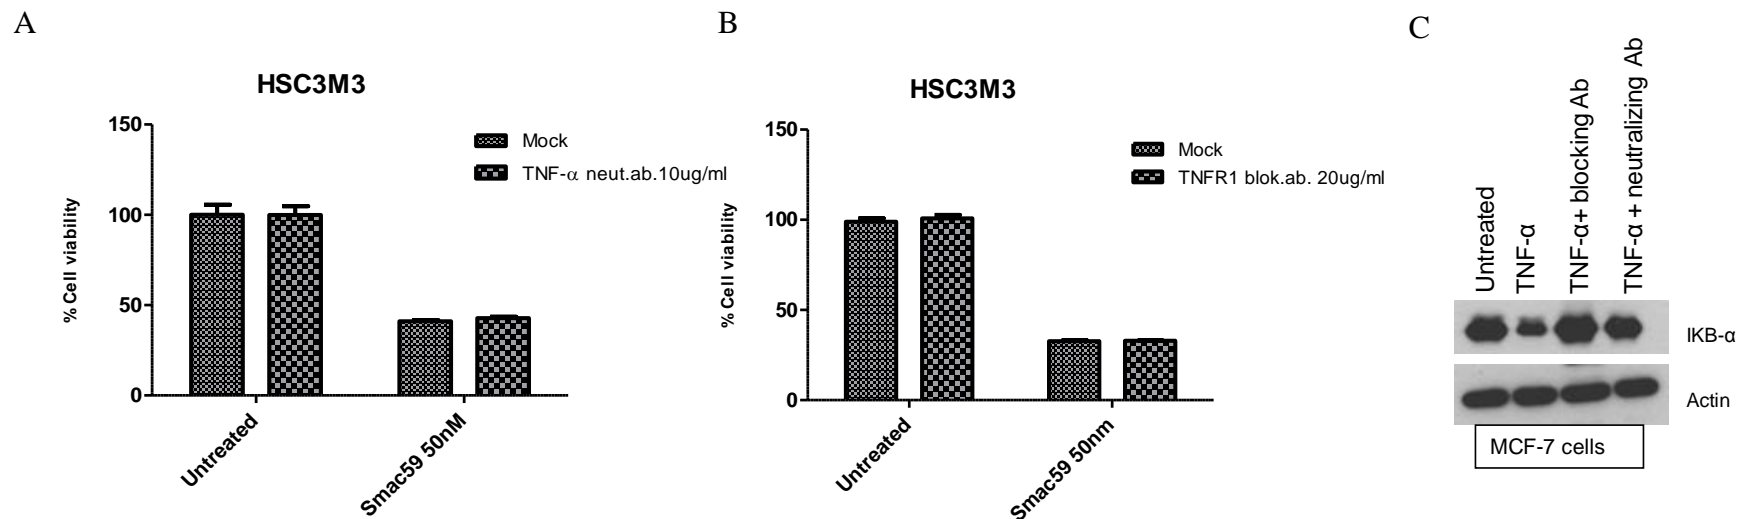 A
HSC3M3
150
100
50
0
% Cell viability
Mock
TNF-α neut.ab.10ug/ml
Untreated
Smac59 50nM
B
HSC3M3
150
100
50
0
% Cell viability
Mock
TNFR1 blok.ab. 20ug/ml
Untreated
Smac59 50nm
C
Untreated
TNF-α
TNF-α+ blocking Ab
TNF-α + neutralizing Ab
IKB-α
Actin
MCF-7 cells